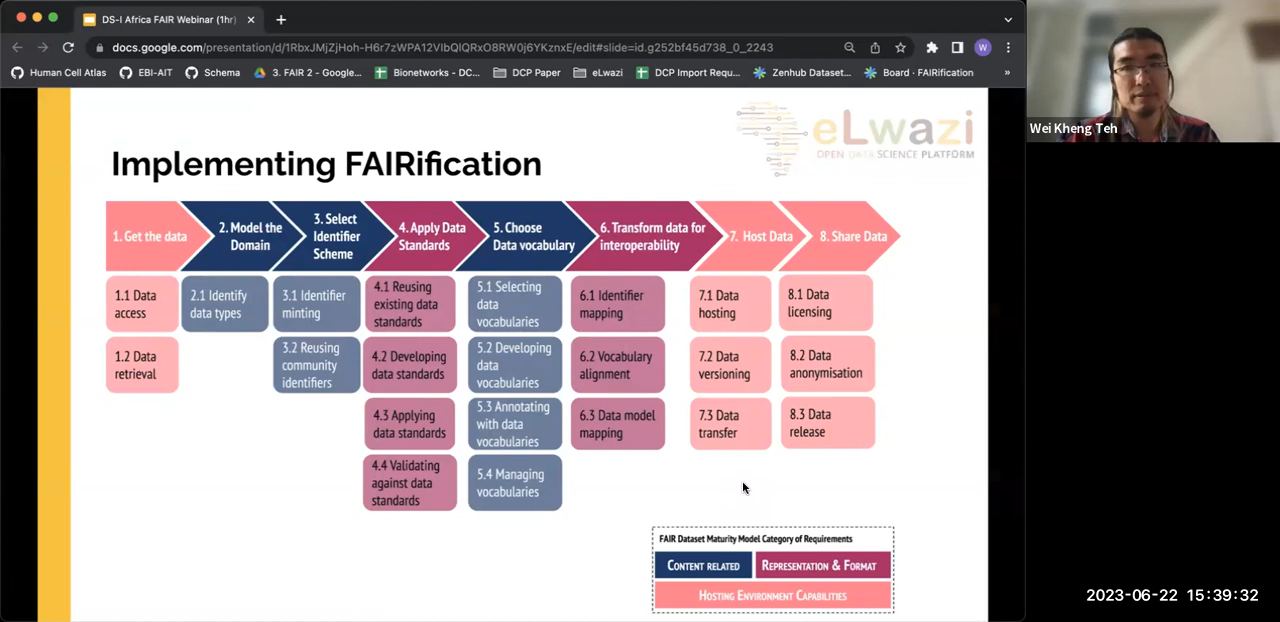 DS-I Africa FAIR Webinar (1hr)
docs.google.com/presentation/d/1RbxJMjZjHoh-H6r7zWPA12VIbQIQRxO8RW0j6YKznxE/edit#slide=id.g252bf45d738_0_2243
W
Human Cell Atlas
EBI-AIT
Schema
3. FAIR 2 - Google...
Bionetworks - DC...
DCP Paper
eLwazi
DCP Import Requ...
Zenhub Dataset...
Board · FAIRification
»
Wei Kheng Teh
eLwazi
OPEN DATA SCIENCE PLATFORM
Implementing FAIRification
1. Get the data
2. Model the
Domain
3. Select
Identifier
Scheme
4. Apply Data
Standards
5. Choose
Data vocabulary
6. Transform data for
interoperability
7. Host Data
8. Share Data
1.1 Data
access
1.2 Data
retrieval
2.1 Identify
data types
3.1 Identifier
minting
3.2 Reusing
community
identifiers
4.1 Reusing
existing data
standards
4.2 Developing
data standards
4.3 Applying
data standards
4.4 Validating
against data
standards
5.1 Selecting
data
vocabularies
5.2 Developing
data
vocabularies
5.3 Annotating
with data
vocabularies
5.4 Managing
vocabularies
6.1 Identifier
mapping
6.2 Vocabulary
alignment
6.3 Data model
mapping
7.1 Data
hosting
7.2 Data
versioning
7.3 Data
transfer
8.1 Data
licensing
8.2 Data
anonymisation
8.3 Data
release
FAIR Dataset Maturity Model Category of Requirements
CONTENT RELATED
REPRESENTATION & FORMAT
HOSTING ENVIRONMENT CAPABILITIES
2023-06-22 15:39:32